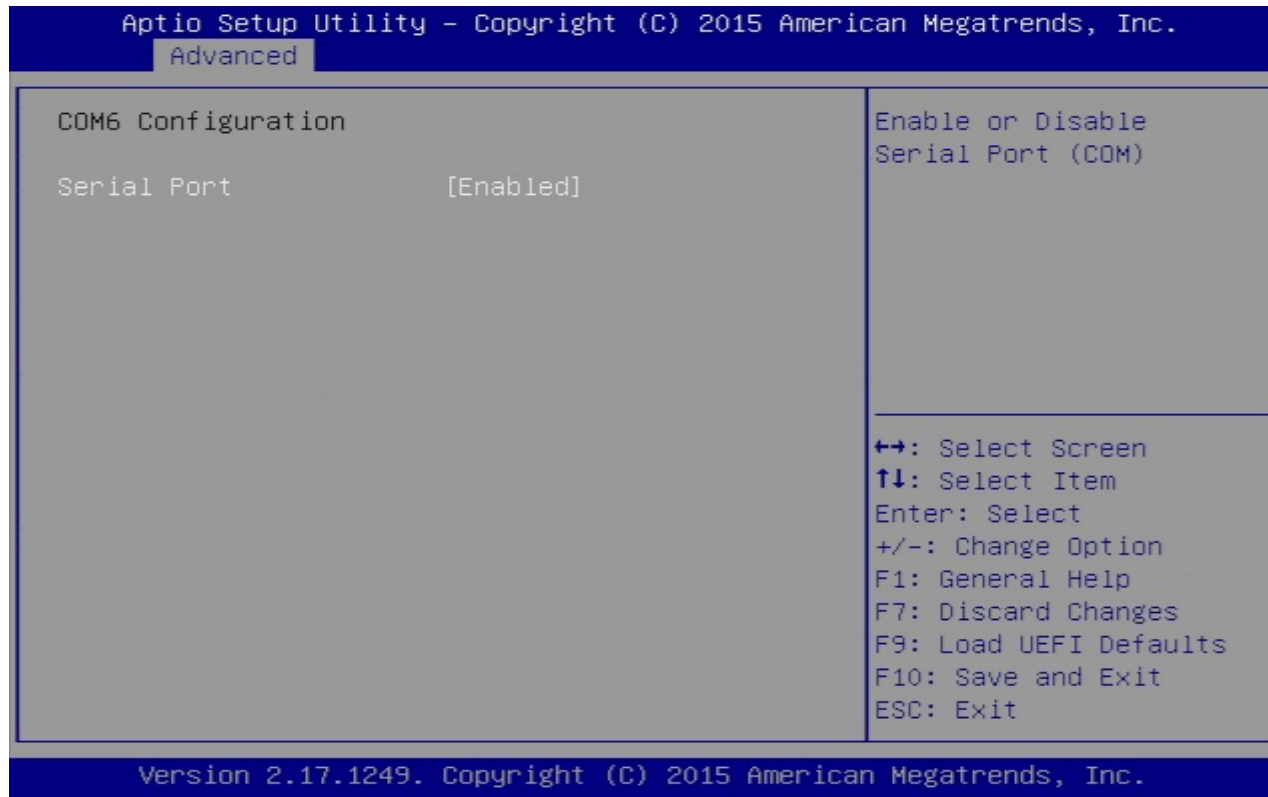 Aptio Setup Utility – Copyright (C) 2015 American Megatrends, Inc.
Advanced
COM6 Configuration
Serial Port [Enabled]
Enable or Disable
Serial Port (COM)
↔: Select Screen
↑↓: Select Item
Enter: Select
+/-: Change Option
F1: General Help
F7: Discard Changes
F9: Load UEFI Defaults
F10: Save and Exit
ESC: Exit
Version 2.17.1249. Copyright (C) 2015 American Megatrends, Inc.